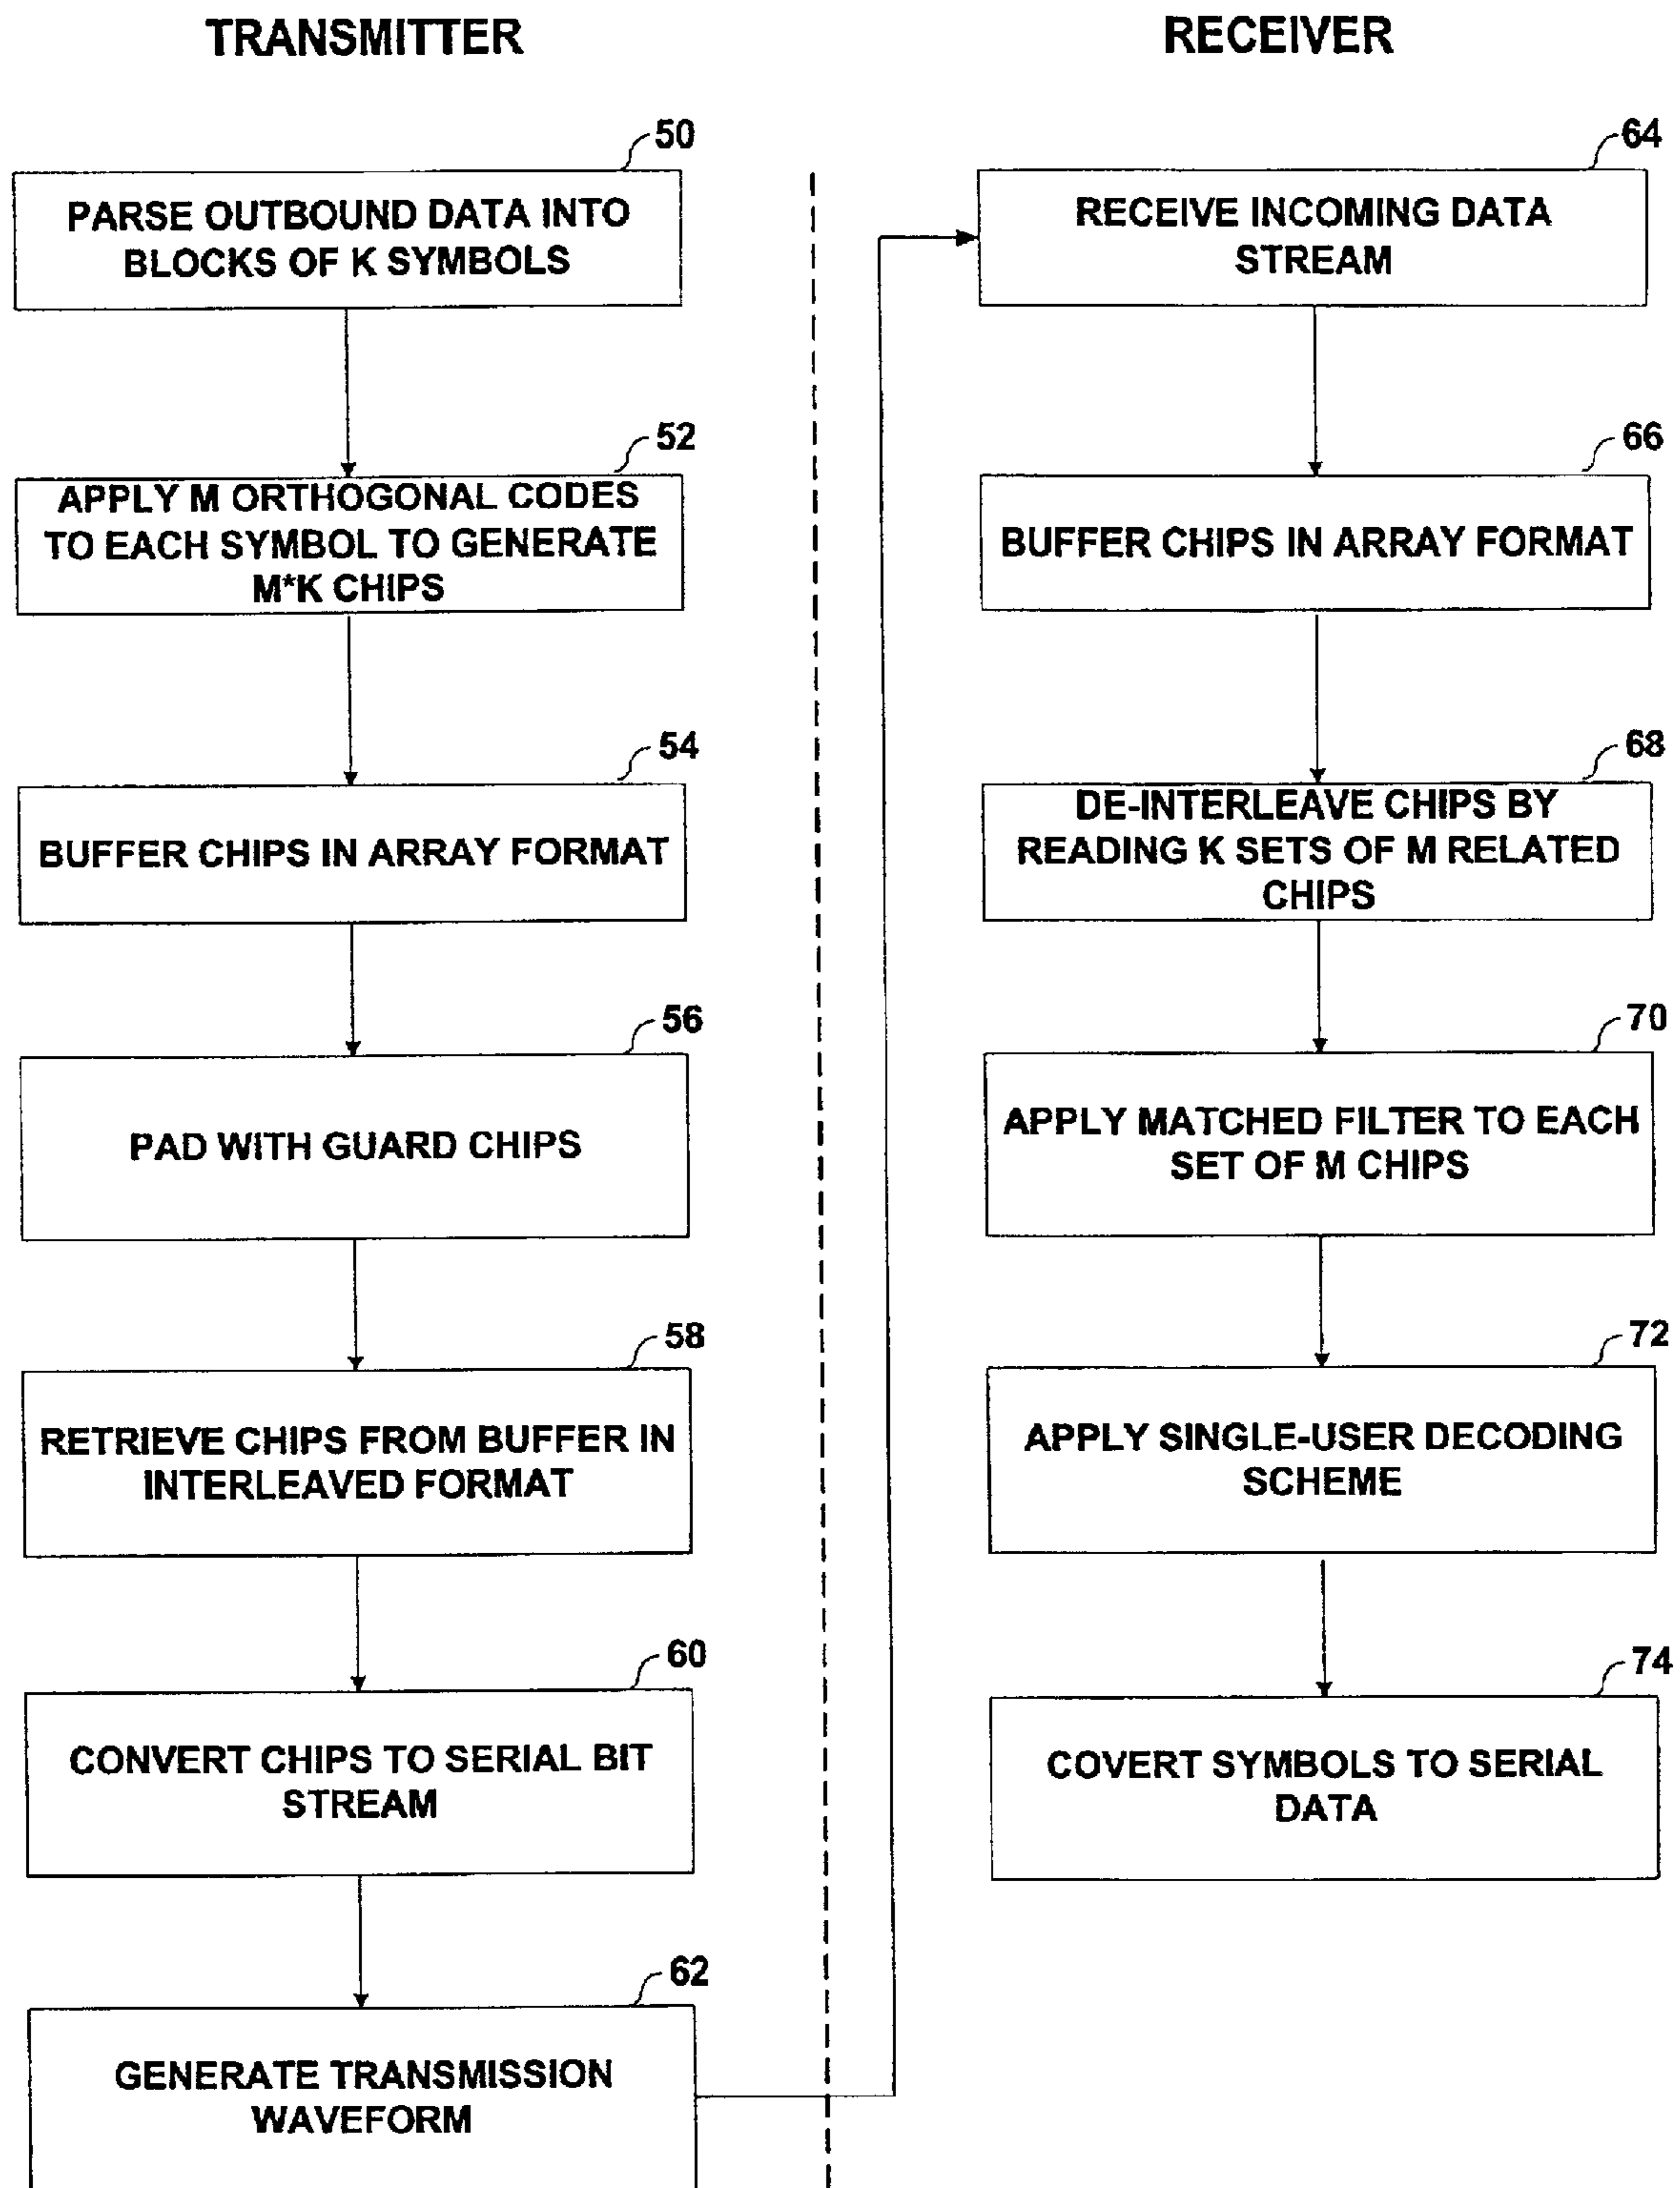 TRANSMITTER
50
PARSE OUTBOUND DATA INTO
BLOCKS OF K SYMBOLS
52
APPLY M ORTHOGONAL CODES
TO EACH SYMBOL TO GENERATE
M*K CHIPS
54
BUFFER CHIPS IN ARRAY FORMAT
56
PAD WITH GUARD CHIPS
58
RETRIEVE CHIPS FROM BUFFER IN
INTERLEAVED FORMAT
60
CONVERT CHIPS TO SERIAL BIT
STREAM
62
GENERATE TRANSMISSION
WAVEFORM
RECEIVER
64
RECEIVE INCOMING DATA
STREAM
66
BUFFER CHIPS IN ARRAY FORMAT
68
DE-INTERLEAVE CHIPS BY
READING K SETS OF M RELATED
CHIPS
70
APPLY MATCHED FILTER TO EACH
SET OF M CHIPS
72
APPLY SINGLE-USER DECODING
SCHEME
74
COVERT SYMBOLS TO SERIAL
DATA